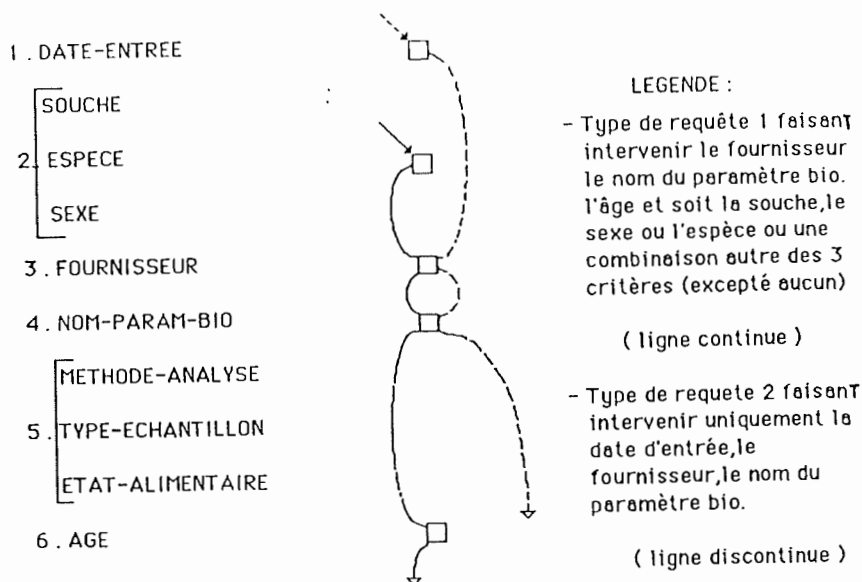 1 . DATE-ENTREE
SOUCHE
2. ESPECE
SEXE
3 . FOURNISSEUR
4 . NOM-PARAM-BIO
METHODE-ANALYSE
5 . TYPE-ECHANTILLON
ETAT-ALIMENTAIRE
6 . AGE
LEGENDE :
- Type de requête 1 faisant
intervenir le fournisseur
le nom du paramètre bio.
l'âge et soit la souche,le
sexe ou l'espèce ou une
combinaison autre des 3
critères (excepté aucun)
( ligne continue )
- Type de requete 2 faisant
intervenir uniquement la
date d'entrée,le
fournisseur,le nom du
paramètre bio.
( ligne discontinue )